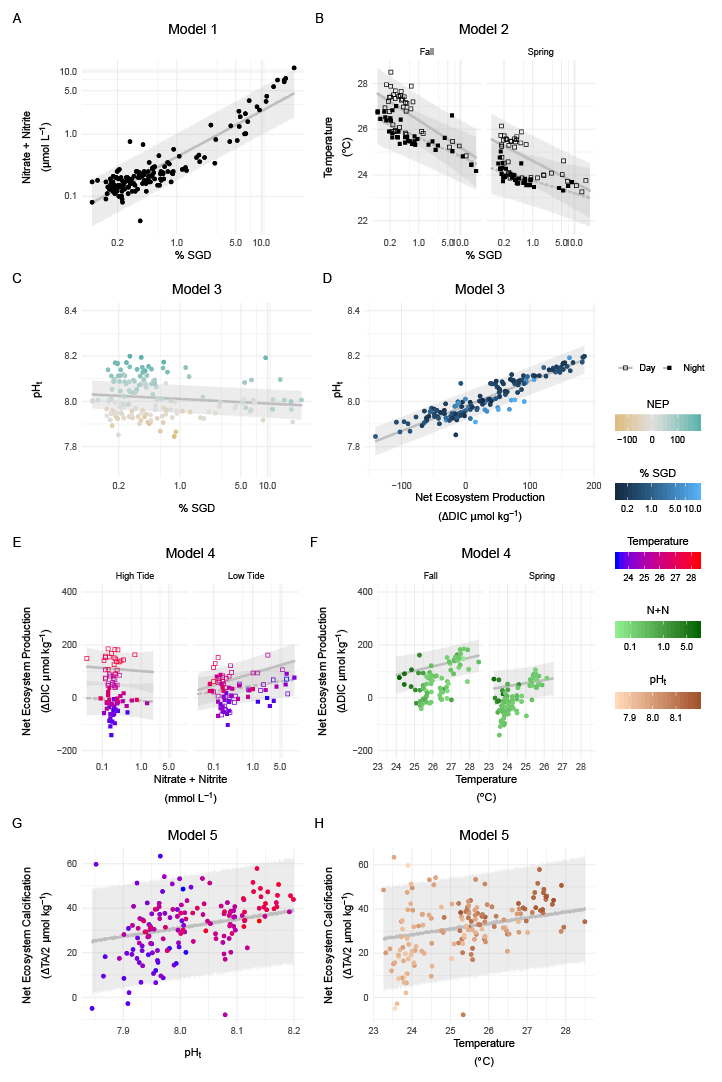 A
Model 1
10.0
5.0
1.0
0.1
Nitrate + Nitrite
(μmol L⁻¹)
0.2
1.0
5.0
10.0
% SGD
B
Model 2
Fall
Spring
28
26
24
22
Temperature
(°C)
0.2
1.0
5.0
10.0
0.2
1.0
5.0
10.0
% SGD
C
Model 3
8.4
8.2
8.0
7.8
pHt
0.2
1.0
5.0
10.0
% SGD
D
Model 3
8.4
8.2
8.0
7.8
pHt
−100
0
100
200
Net Ecosystem Production
(ΔDIC μmol kg⁻¹)
Day
Night
NEP
−100
0
100
% SGD
0.2
1.0
5.0
10.0
Temperature
24
25
26
27
28
N+N
0.1
1.0
5.0
pHt
7.9
8.0
8.1
E
Model 4
High Tide
Low Tide
400
200
0
−200
Net Ecosystem Production
(ΔDIC μmol kg⁻¹)
0.1
1.0
5.0
0.1
1.0
5.0
Nitrate + Nitrite
(mmol L⁻¹)
F
Model 4
Fall
Spring
400
200
0
−200
Net Ecosystem Production
(ΔDIC μmol kg⁻¹)
23
24
25
26
27
28
23
24
25
26
27
28
Temperature
(°C)
G
Model 5
60
40
20
0
Net Ecosystem Calcification
(ΔTA/2 μmol kg⁻¹)
7.9
8.0
8.1
8.2
pHt
H
Model 5
60
40
20
0
Net Ecosystem Calcification
(ΔTA/2 μmol kg⁻¹)
23
24
25
26
27
28
Temperature
(°C)